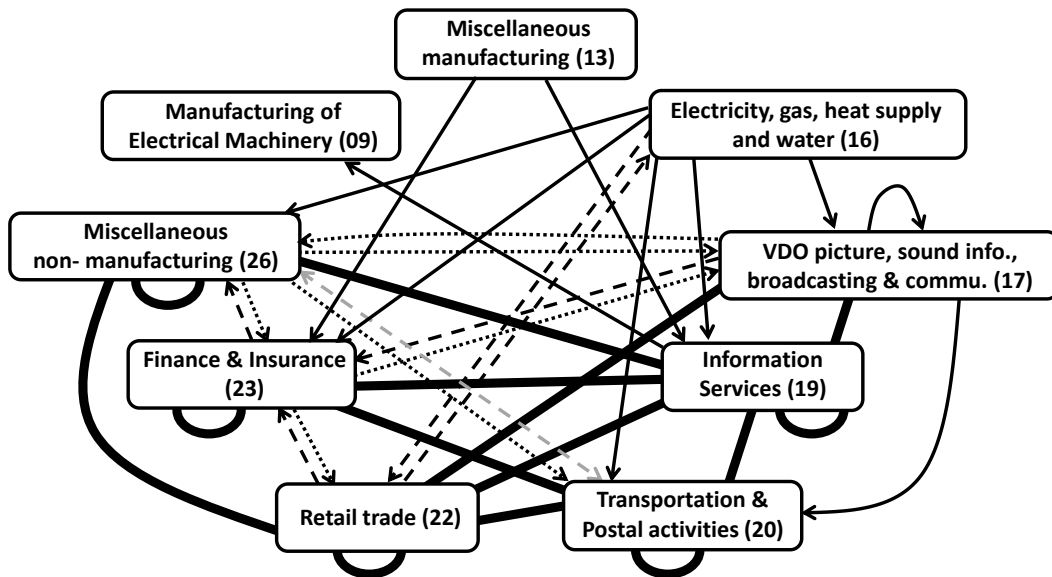 Miscellaneous
manufacturing (13)
Manufacturing of
Electrical Machinery (09)
Electricity, gas, heat supply
and water (16)
Miscellaneous
non- manufacturing (26)
VDO picture, sound info.,
broadcasting & commu. (17)
Finance & Insurance
(23)
Information
Services (19)
Retail trade (22)
Transportation &
Postal activities (20)